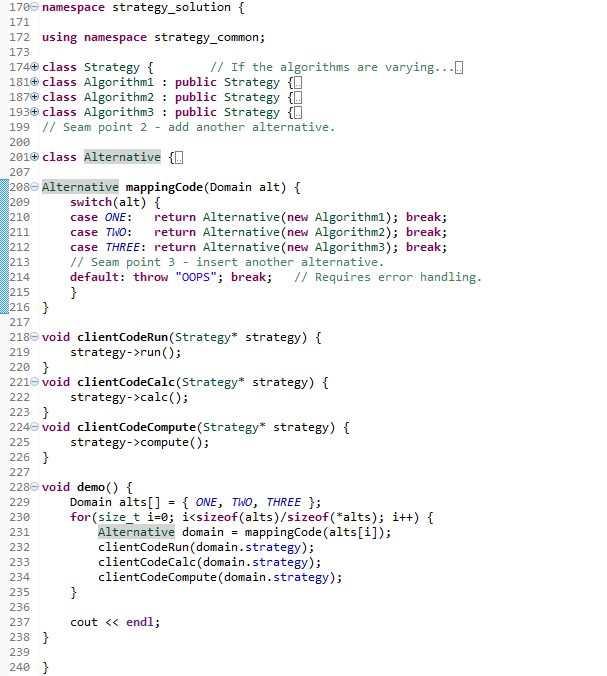 170 namespace strategy_solution {
171
172 using namespace strategy_common;
173
174 class Strategy {        // If the algorithms are varying...
181 class Algorithm1 : public Strategy {
187 class Algorithm2 : public Strategy {
193 class Algorithm3 : public Strategy {
199 // Seam point 2 - add another alternative.
200
201 class Alternative {
207
208 Alternative mappingCode(Domain alt) {
209     switch(alt) {
210     case ONE:   return Alternative(new Algorithm1); break;
211     case TWO:   return Alternative(new Algorithm2); break;
212     case THREE: return Alternative(new Algorithm3); break;
213     // Seam point 3 - insert another alternative.
214     default: throw "OOPS"; break;   // Requires error handling.
215     }
216 }
217
218 void clientCodeRun(Strategy* strategy) {
219     strategy->run();
220 }
221 void clientCodeCalc(Strategy* strategy) {
222     strategy->calc();
223 }
224 void clientCodeCompute(Strategy* strategy) {
225     strategy->compute();
226 }
227
228 void demo() {
229     Domain alts[] = { ONE, TWO, THREE };
230     for(size_t i=0; i<sizeof(alts)/sizeof(*alts); i++) {
231         Alternative domain = mappingCode(alts[i]);
232         clientCodeRun(domain.strategy);
233         clientCodeCalc(domain.strategy);
234         clientCodeCompute(domain.strategy);
235     }
236
237     cout << endl;
238 }
239
240 }